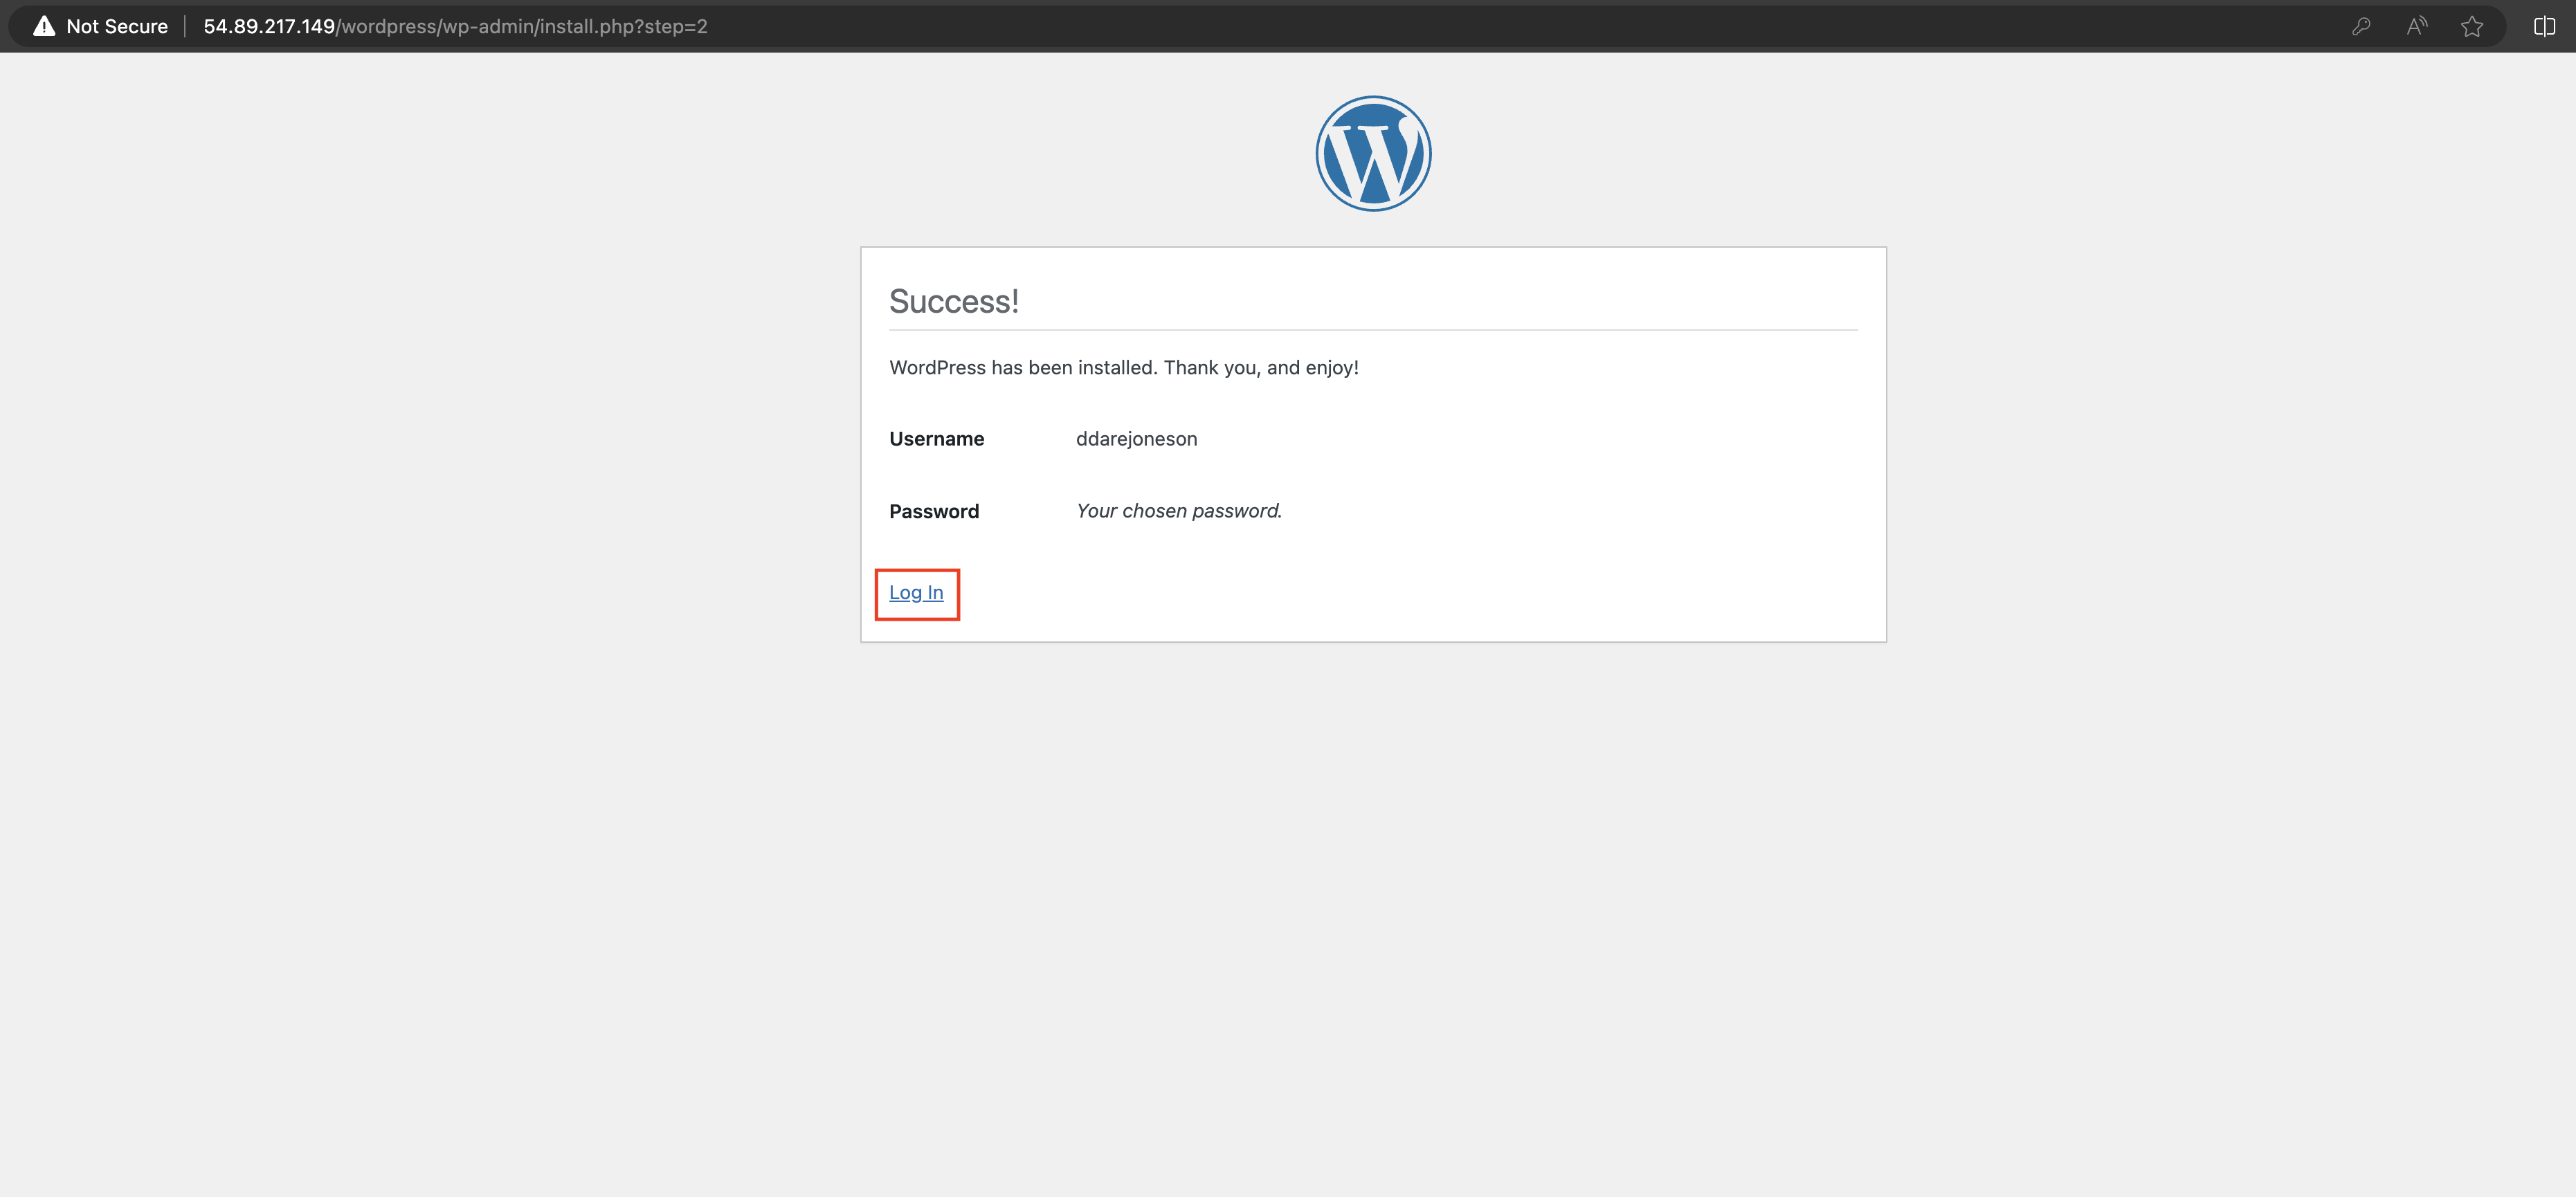 Not Secure 54.89.217.149/wordpress/wp-admin/install.php?step=2
Success!
WordPress has been installed. Thank you, and enjoy!
Username ddarejoneson
Password Your chosen password.
Log In